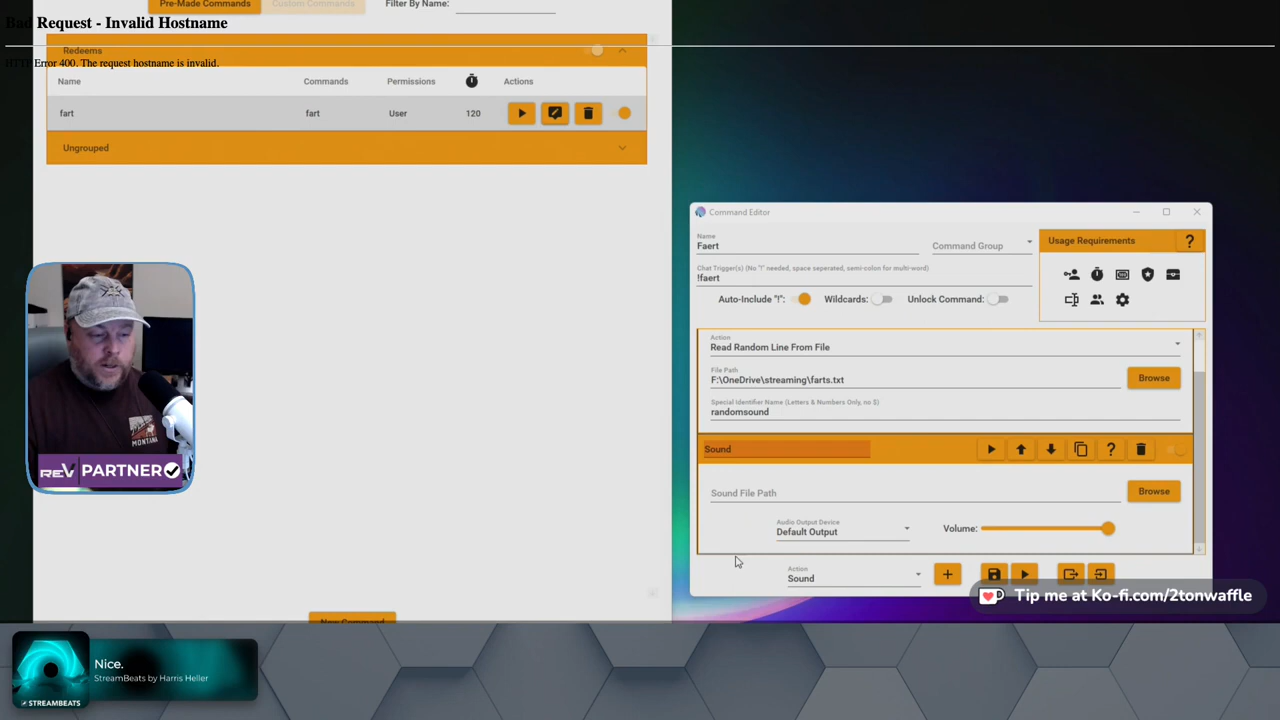 Pre-Made Commands
Custom Commands
Filter By Name:
Bad Request - Invalid Hostname
HTTP Error 400. The request hostname is invalid.
Redeems
Name Commands Permissions Actions
fart fart User 120
Ungrouped
New Command
Command Editor
Name
Faert
Command Group
Chat Trigger(s) (No "!" needed, space seperated, semi-colon for multi-word)
!faert
Auto-Include "!": Wildcards: Unlock Command:
Usage Requirements ?
Action
Read Random Line From File
File Path
F:\OneDrive\streaming\farts.txt
Browse
Special Identifier Name (Letters & Numbers Only, no $)
randomsound
Sound ?
Sound File Path
Browse
Audio Output Device
Default Output
Volume:
Action
Sound
Tip me at Ko-fi.com/2tonwaffle
MONTANA
REV PARTNER
Nice.
StreamBeats by Harris Heller
STREAMBEATS